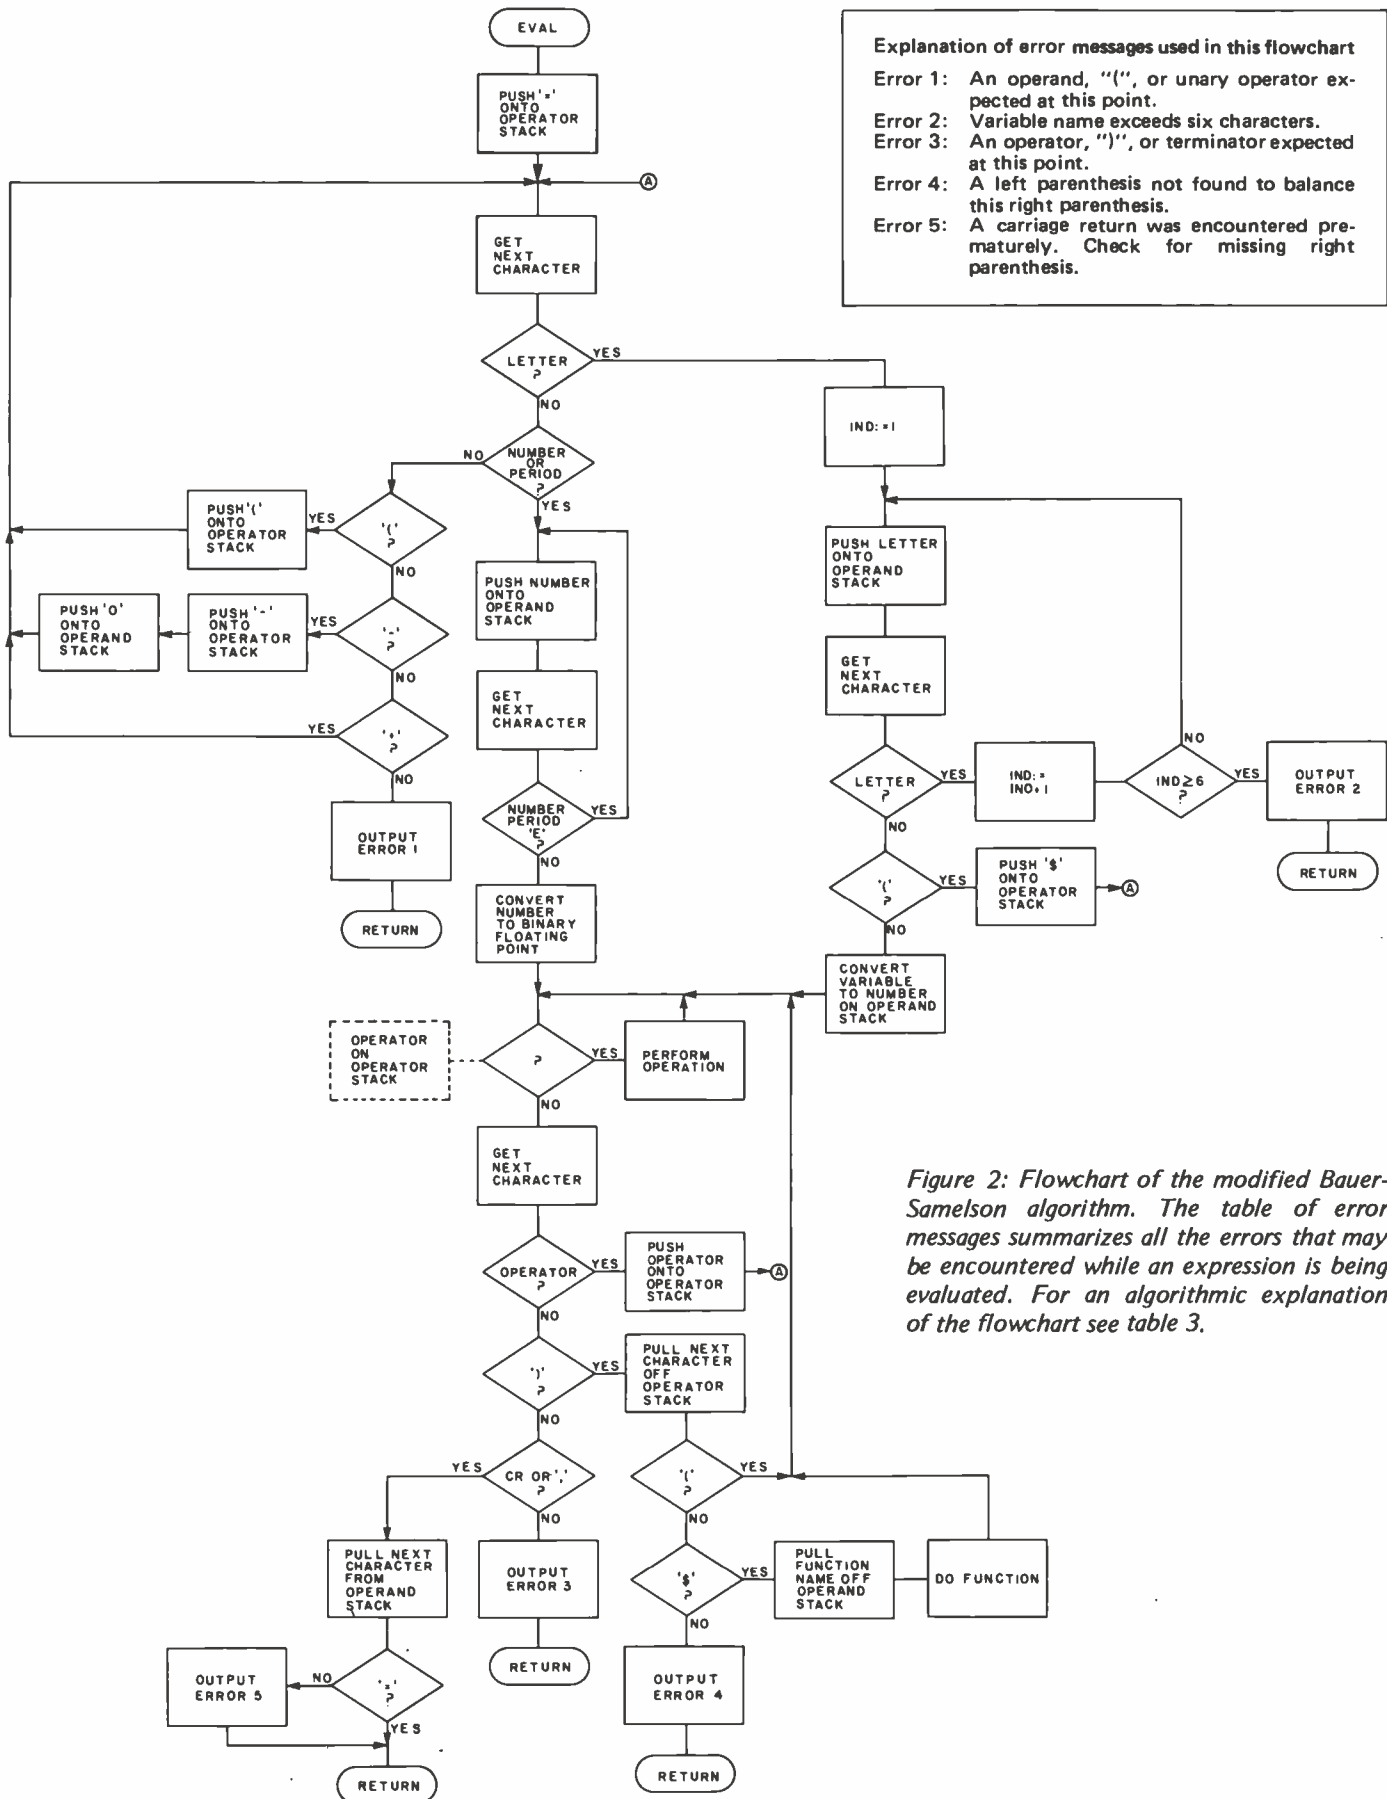 EVAL
PUSH '='
ONTO
OPERATOR
STACK
A
GET
NEXT
CHARACTER
LETTER
?
YES
NO
NUMBER
OR
PERIOD
?
NO
YES
'('
?
YES
NO
PUSH '('
ONTO
OPERATOR
STACK
'-'
?
YES
NO
PUSH '-'
ONTO
OPERATOR
STACK
PUSH 'O'
ONTO
OPERAND
STACK
'+'
?
YES
NO
OUTPUT
ERROR 1
RETURN
PUSH NUMBER
ONTO
OPERAND
STACK
GET
NEXT
CHARACTER
NUMBER
PERIOD
'E'
?
YES
NO
CONVERT
NUMBER
TO BINARY
FLOATING
POINT
Explanation of error messages used in this flowchart
Error 1: An operand, "(", or unary operator ex-
pected at this point.
Error 2: Variable name exceeds six characters.
Error 3: An operator, ")", or terminator expected
at this point.
Error 4: A left parenthesis not found to balance
this right parenthesis.
Error 5: A carriage return was encountered pre-
maturely. Check for missing right
parenthesis.
IND:=1
PUSH LETTER
ONTO
OPERAND
STACK
GET
NEXT
CHARACTER
LETTER
?
YES
NO
IND:=
IND+1
IND≥6
?
NO
YES
OUTPUT
ERROR 2
RETURN
'('
?
YES
NO
PUSH '$'
ONTO
OPERATOR
STACK
A
CONVERT
VARIABLE
TO NUMBER
ON OPERAND
STACK
OPERATOR
ON
OPERATOR
STACK
?
YES
NO
PERFORM
OPERATION
GET
NEXT
CHARACTER
OPERATOR
?
YES
NO
PUSH
OPERATOR
ONTO
OPERATOR
STACK
A
')'
?
YES
NO
PULL NEXT
CHARACTER
OFF
OPERATOR
STACK
CR OR ','
?
YES
NO
'('
?
YES
NO
PULL NEXT
CHARACTER
FROM
OPERAND
STACK
OUTPUT
ERROR 3
RETURN
'$'
?
YES
NO
PULL
FUNCTION
NAME OFF
OPERAND
STACK
DO FUNCTION
'='
?
NO
YES
OUTPUT
ERROR 5
RETURN
OUTPUT
ERROR 4
RETURN
Figure 2: Flowchart of the modified Bauer-
Samelson algorithm. The table of error
messages summarizes all the errors that may
be encountered while an expression is being
evaluated. For an algorithmic explanation
of the flowchart see table 3.